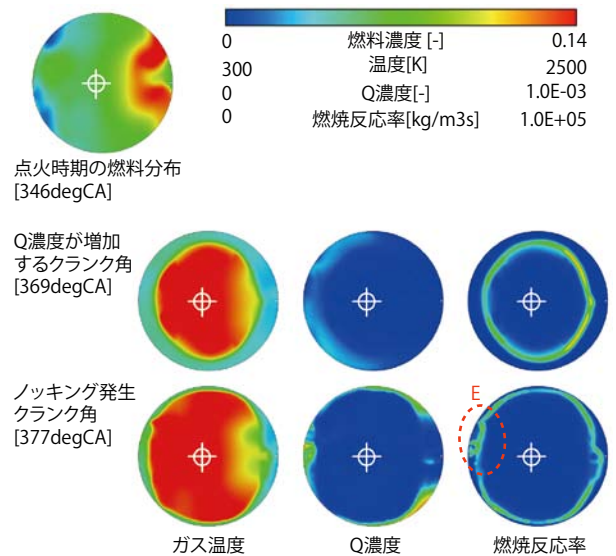 0 燃料濃度 [-] 0.14
300 温度[K] 2500
0 Q濃度[-] 1.0E-03
0 燃焼反応率[kg/m3s] 1.0E+05
点火時期の燃料分布
[346degCA]
Q濃度が増加
するクランク角
[369degCA]
ノッキング発生
クランク角
[377degCA]
E
ガス温度 Q濃度 燃焼反応率